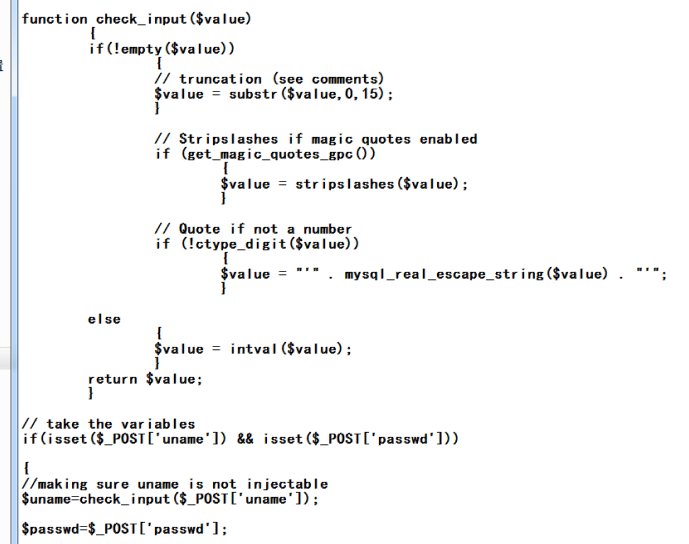 function check_input($value)
{
if(!empty($value))
{
// truncation (see comments)
$value = substr($value,0,15);
}
// Stripslashes if magic quotes enabled
if (get_magic_quotes_gpc())
{
$value = stripslashes($value);
}
// Quote if not a number
if (!ctype_digit($value))
{
$value = "'" . mysql_real_escape_string($value) . "'";
}
else
{
$value = intval($value);
}
return $value;
}
// take the variables
if(isset($_POST['uname']) && isset($_POST['passwd']))
{
//making sure uname is not injectable
$uname=check_input($_POST['uname']);
$passwd=$_POST['passwd'];